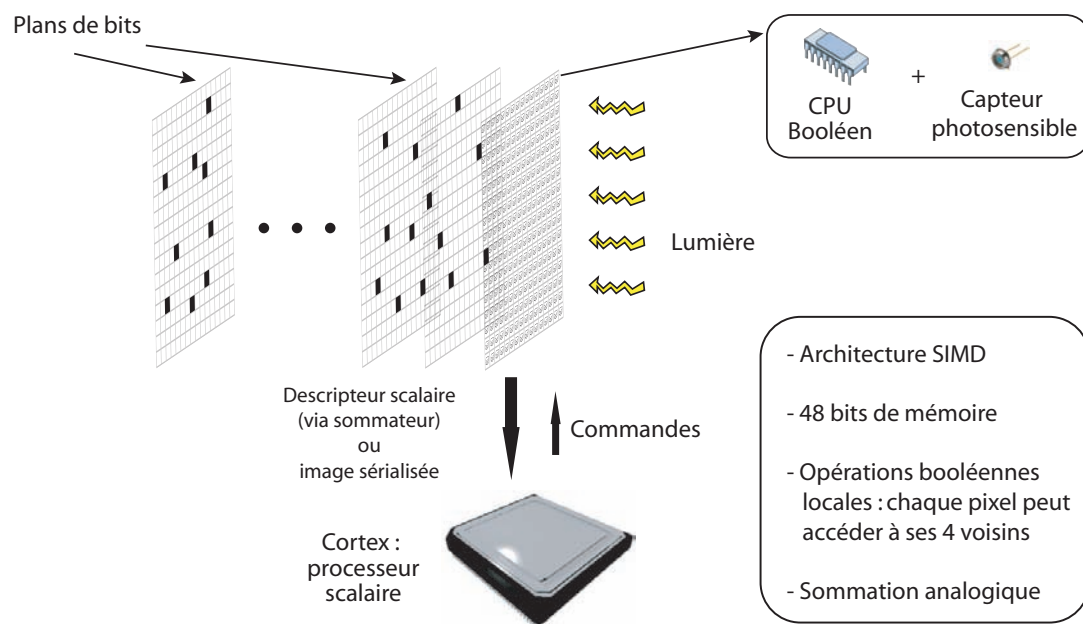 Plans de bits
CPU
Booléen
+
Capteur
photosensible
Lumière
Descripteur scalaire
(via sommateur)
ou
image sérialisée
Commandes
Cortex :
processeur
scalaire
- Architecture SIMD
- 48 bits de mémoire
- Opérations booléennes
locales : chaque pixel peut
accéder à ses 4 voisins
- Sommation analogique